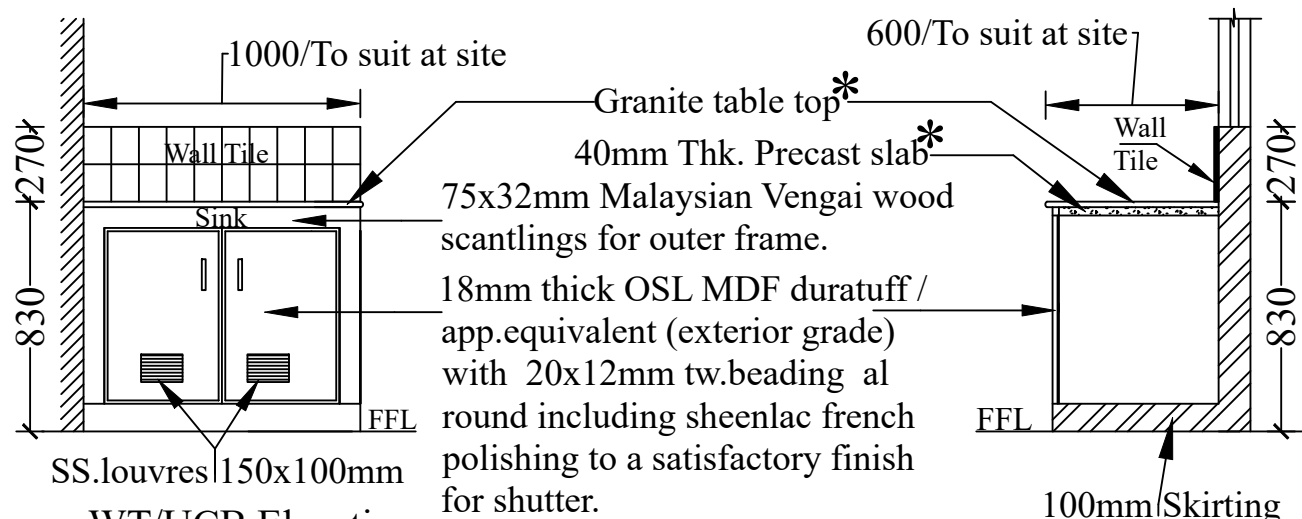 1000/To suit at site
600/To suit at site
Granite table top*
Wall Tile
Wall
Tile
40mm Thk. Precast slab*
270
270
75x32mm Malaysian Vengai wood
scantlings for outer frame.
Sink
18mm thick OSL MDF duratuff /
app.equivalent (exterior grade)
with 20x12mm tw.beading al
round including sheenlac french
polishing to a satisfactory finish
for shutter.
830
830
FFL
FFL
SS.louvres 150x100mm
100mm Skirting